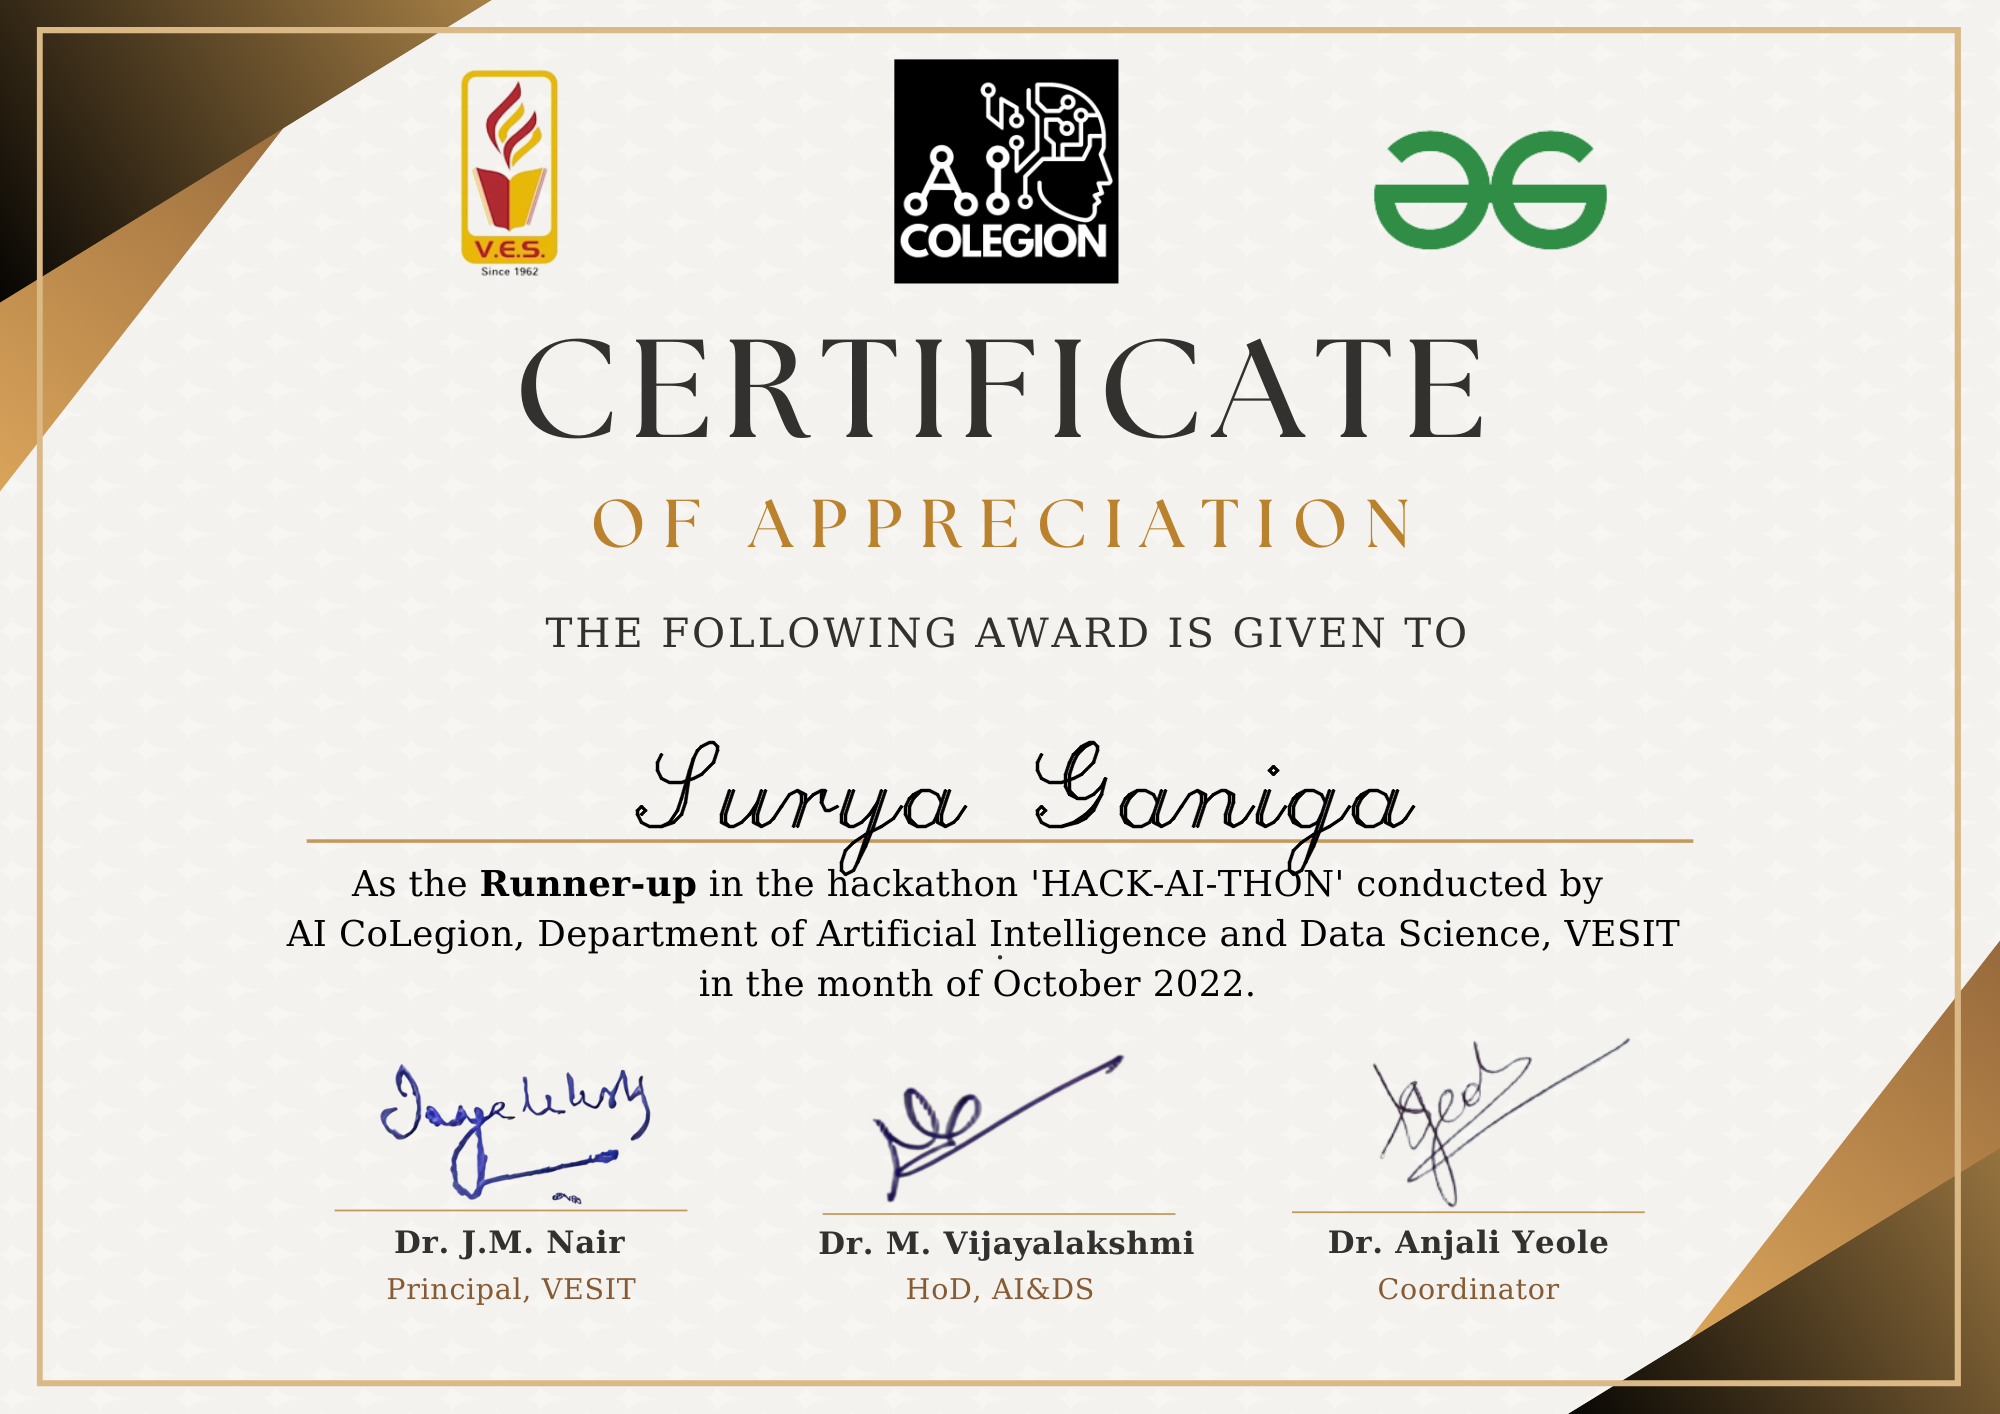 V.E.S.
Since 1962
AI
COLEGION
CERTIFICATE
OF APPRECIATION
THE FOLLOWING AWARD IS GIVEN TO
Surya Ganiga
As the Runner-up in the hackathon 'HACK-AI-THON' conducted by
AI CoLegion, Department of Artificial Intelligence and Data Science, VESIT
in the month of October 2022.
Dr. J.M. Nair
Principal, VESIT
Dr. M. Vijayalakshmi
HoD, AI&DS
Dr. Anjali Yeole
Coordinator